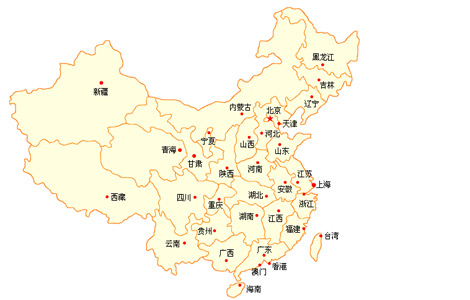 黑龙江
吉林
辽宁
新疆
内蒙古
北京
天津
河北
宁夏
山西
山东
青海
甘肃
陕西
河南
江苏
上海
安徽
西藏
四川
重庆
湖北
浙江
湖南
江西
贵州
福建
云南
台湾
广西
广东
香港
澳门
海南